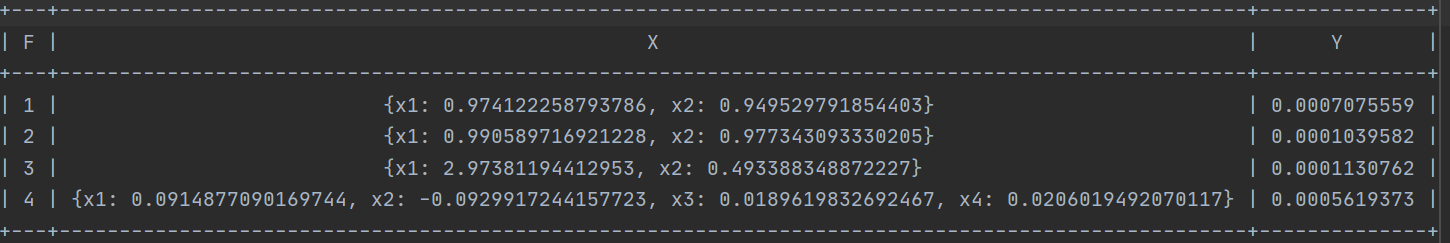 +---+---------------------------------------------------------------------------------------------------+--------------+
| F | X | Y |
+---+---------------------------------------------------------------------------------------------------+--------------+
| 1 | {x1: 0.974122258793786, x2: 0.949529791854403} | 0.0007075559 |
| 2 | {x1: 0.990589716921228, x2: 0.977343093330205} | 0.0001039582 |
| 3 | {x1: 2.97381194412953, x2: 0.493388348872227} | 0.0001130762 |
| 4 | {x1: 0.0914877090169744, x2: -0.0929917244157723, x3: 0.0189619832692467, x4: 0.0206019492070117} | 0.0005619373 |
+---+---------------------------------------------------------------------------------------------------+--------------+